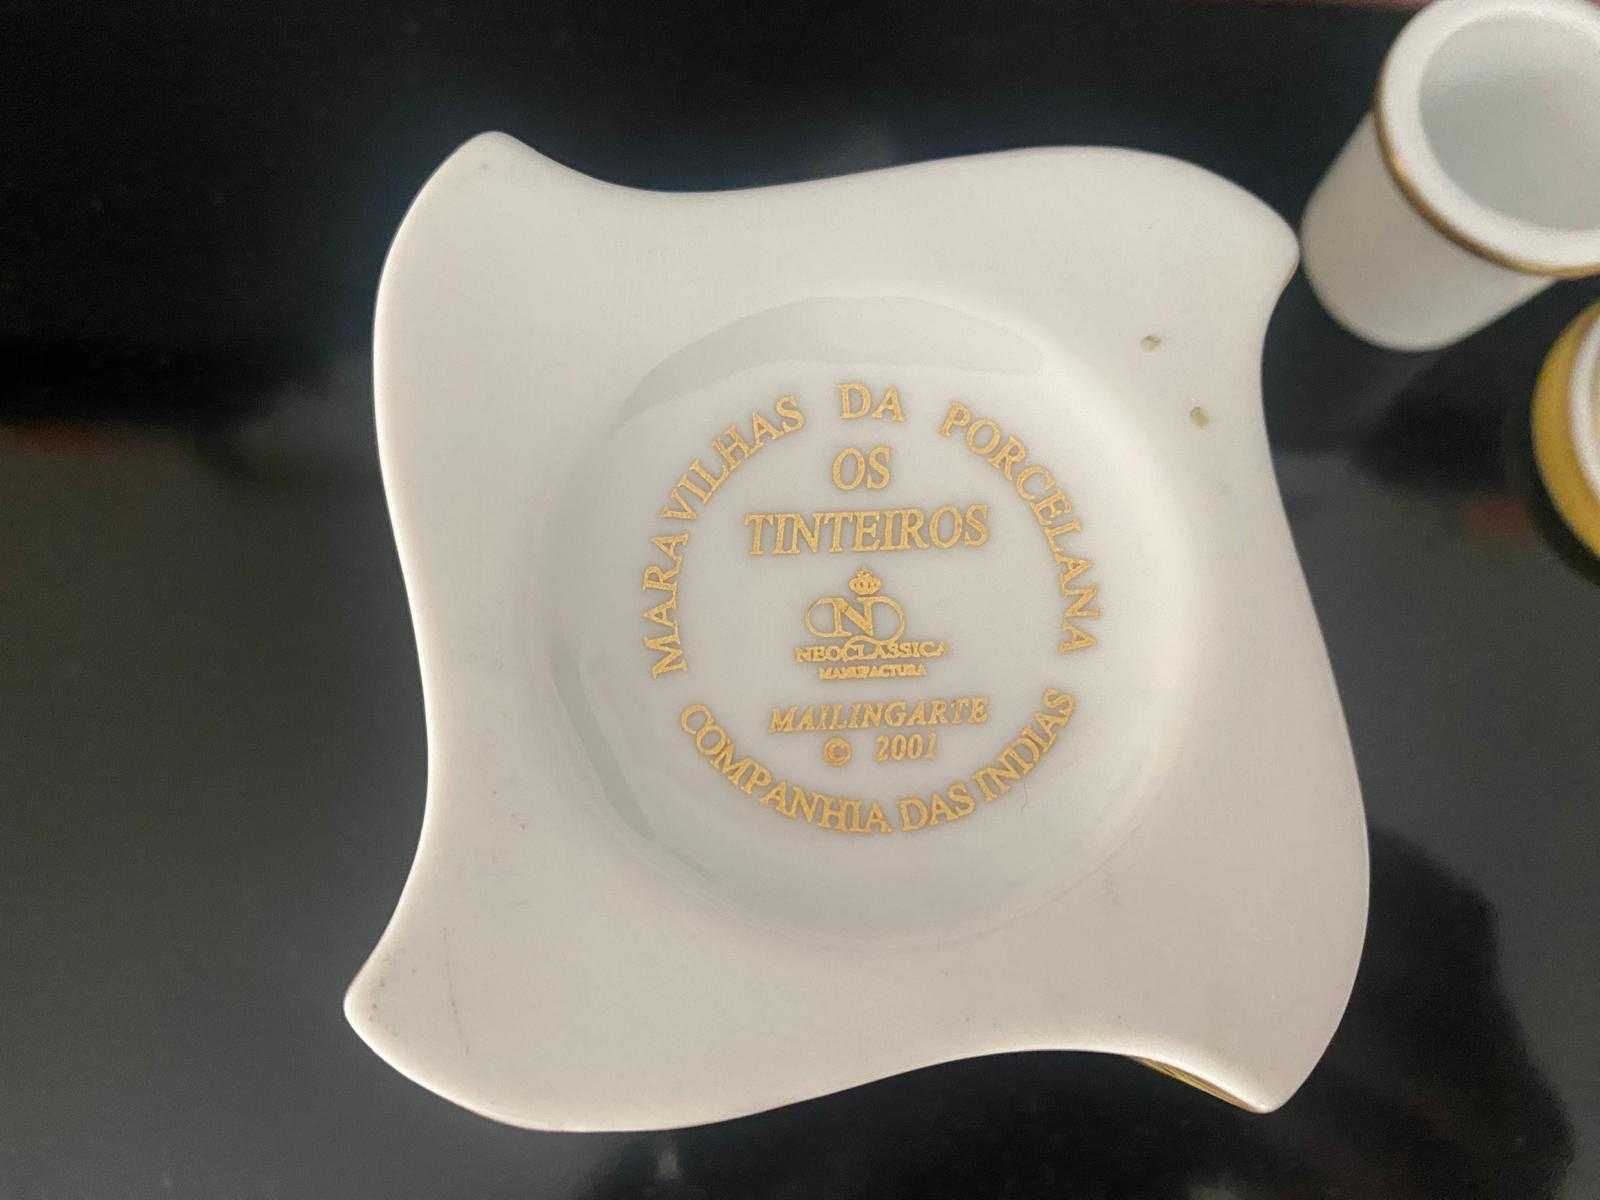 MARAVILHAS DA PORCELANA
OS
TINTEIROS
N
NEOCLASSICA
MANUFACTURA
MAILINGARTE
© 2001
COMPANHIA DAS INDIAS